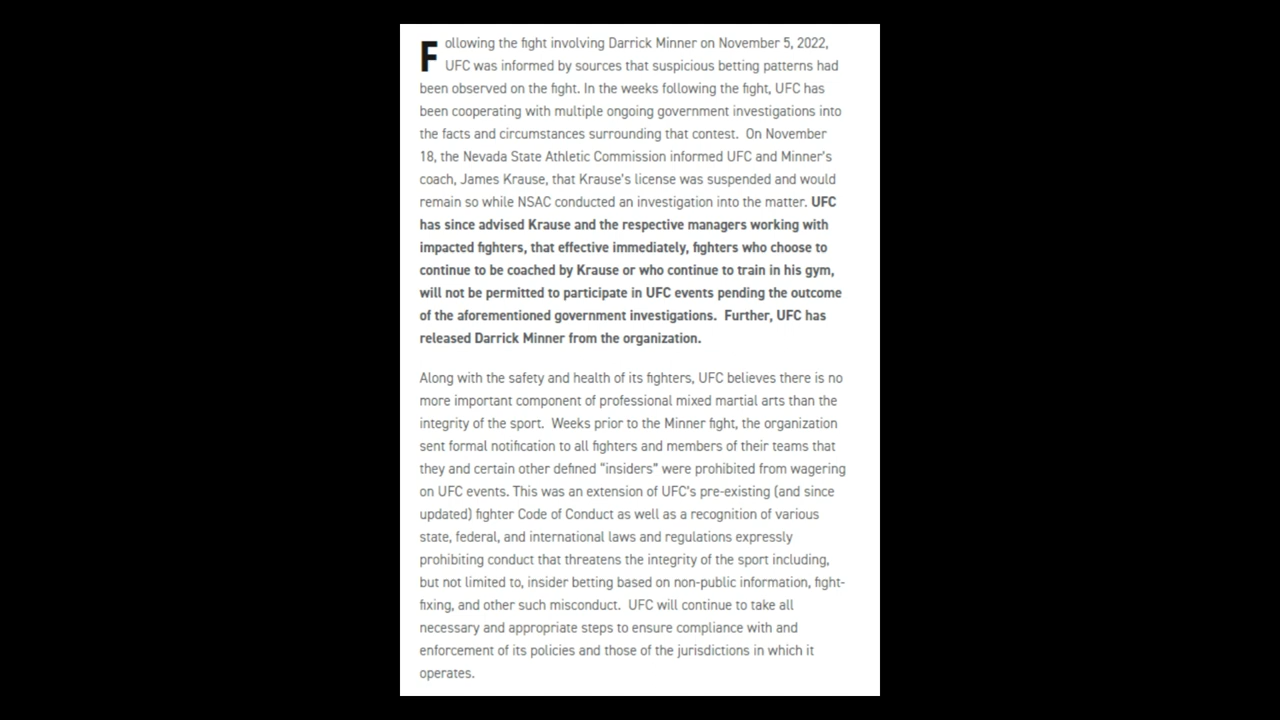 Following the fight involving Darrick Minner on November 5, 2022,
UFC was informed by sources that suspicious betting patterns had
been observed on the fight. In the weeks following the fight, UFC has
been cooperating with multiple ongoing government investigations into
the facts and circumstances surrounding that contest.  On November
18, the Nevada State Athletic Commission informed UFC and Minner's
coach, James Krause, that Krause's license was suspended and would
remain so while NSAC conducted an investigation into the matter. UFC
has since advised Krause and the respective managers working with
impacted fighters, that effective immediately, fighters who choose to
continue to be coached by Krause or who continue to train in his gym,
will not be permitted to participate in UFC events pending the outcome
of the aforementioned government investigations.  Further, UFC has
released Darrick Minner from the organization.
Along with the safety and health of its fighters, UFC believes there is no
more important component of professional mixed martial arts than the
integrity of the sport.  Weeks prior to the Minner fight, the organization
sent formal notification to all fighters and members of their teams that
they and certain other defined “insiders” were prohibited from wagering
on UFC events. This was an extension of UFC's pre-existing (and since
updated) fighter Code of Conduct as well as a recognition of various
state, federal, and international laws and regulations expressly
prohibiting conduct that threatens the integrity of the sport including,
but not limited to, insider betting based on non-public information, fight-
fixing, and other such misconduct.  UFC will continue to take all
necessary and appropriate steps to ensure compliance with and
enforcement of its policies and those of the jurisdictions in which it
operates.